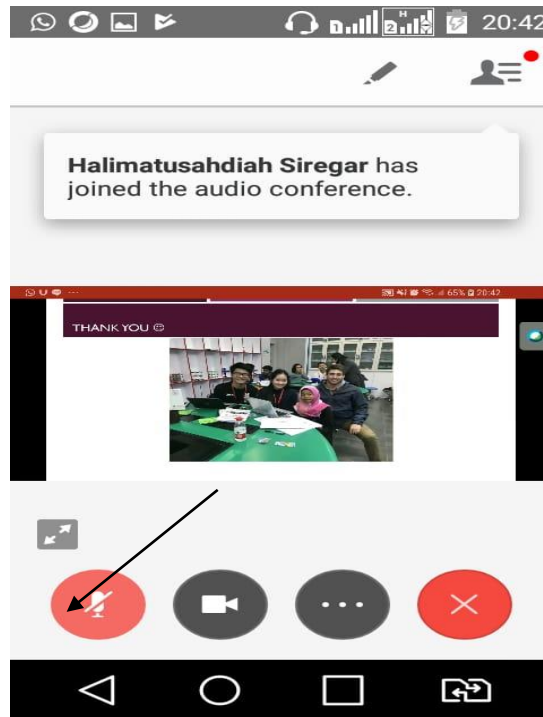 20:42
Halimatusahdiah Siregar has
joined the audio conference.
65% 20:42
THANK YOU ☺